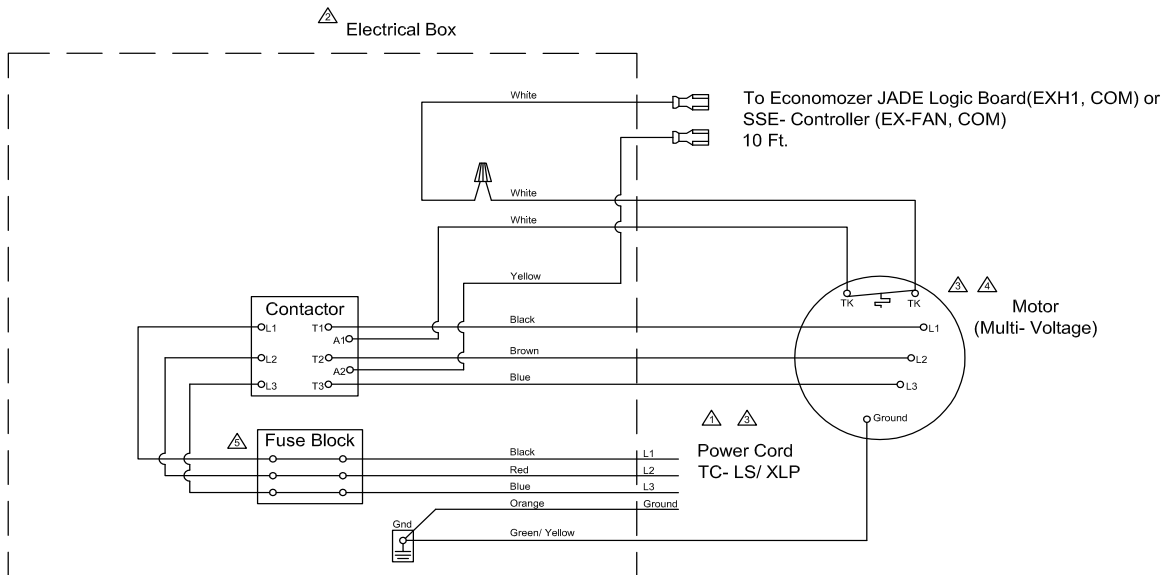 2
Electrical Box
White
To Economozer JADE Logic Board(EXH1, COM) or
SSE- Controller (EX-FAN, COM)
10 Ft.
White
White
Yellow
TK
TK
3
4
Motor
(Multi- Voltage)
Contactor
L1
T1
Black
L1
A1
L2
T2
Brown
L2
A2
L3
T3
Blue
L3
Ground
1
3
Power Cord
TC- LS/ XLP
5
Fuse Block
Black
L1
Red
L2
Blue
L3
Orange
Ground
Gnd
Green/ Yellow